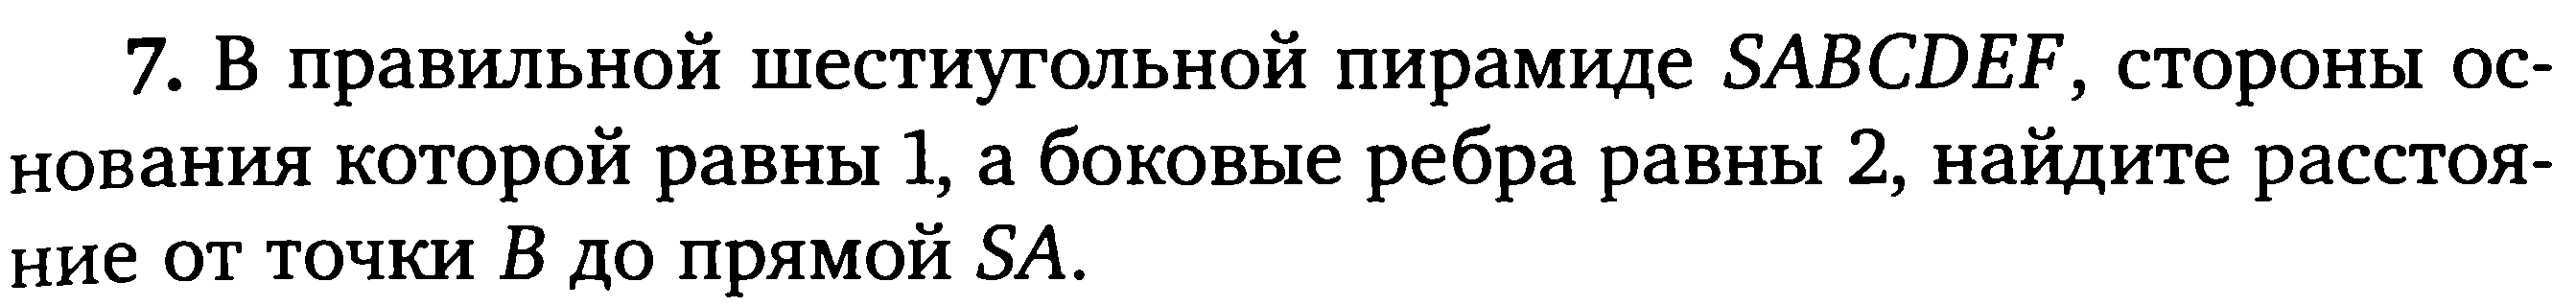 7. В правильной шестиугольной пирамиде SABCDEF, стороны ос-
нования которой равны 1, а боковые ребра равны 2, найдите расстоя-
ние от точки B до прямой SA.